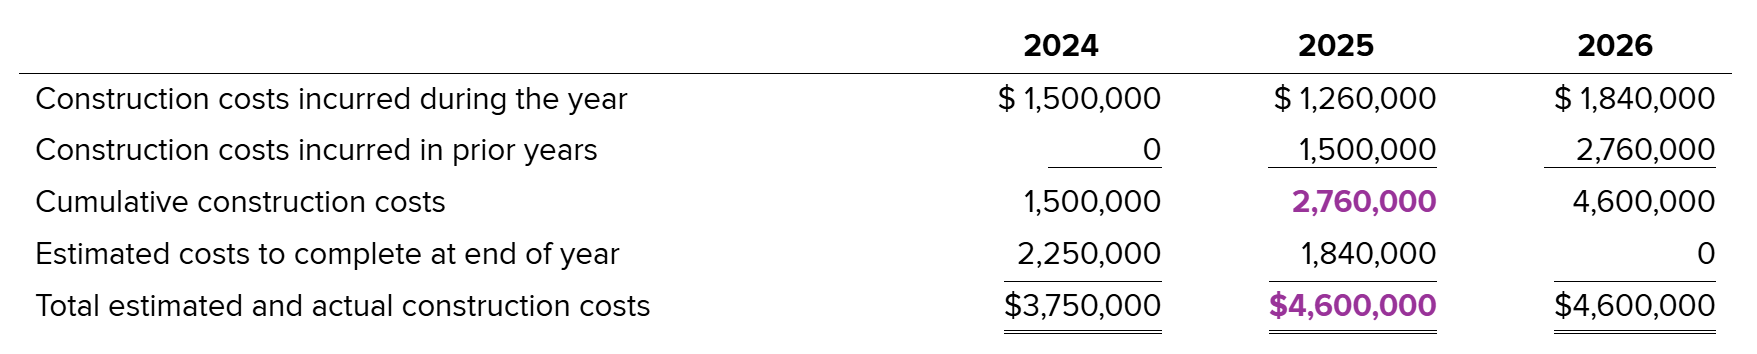 2024 2025 2026
Construction costs incurred during the year $ 1,500,000 $ 1,260,000 $ 1,840,000
Construction costs incurred in prior years 0 1,500,000 2,760,000
Cumulative construction costs 1,500,000 2,760,000 4,600,000
Estimated costs to complete at end of year 2,250,000 1,840,000 0
Total estimated and actual construction costs $3,750,000 $4,600,000 $4,600,000